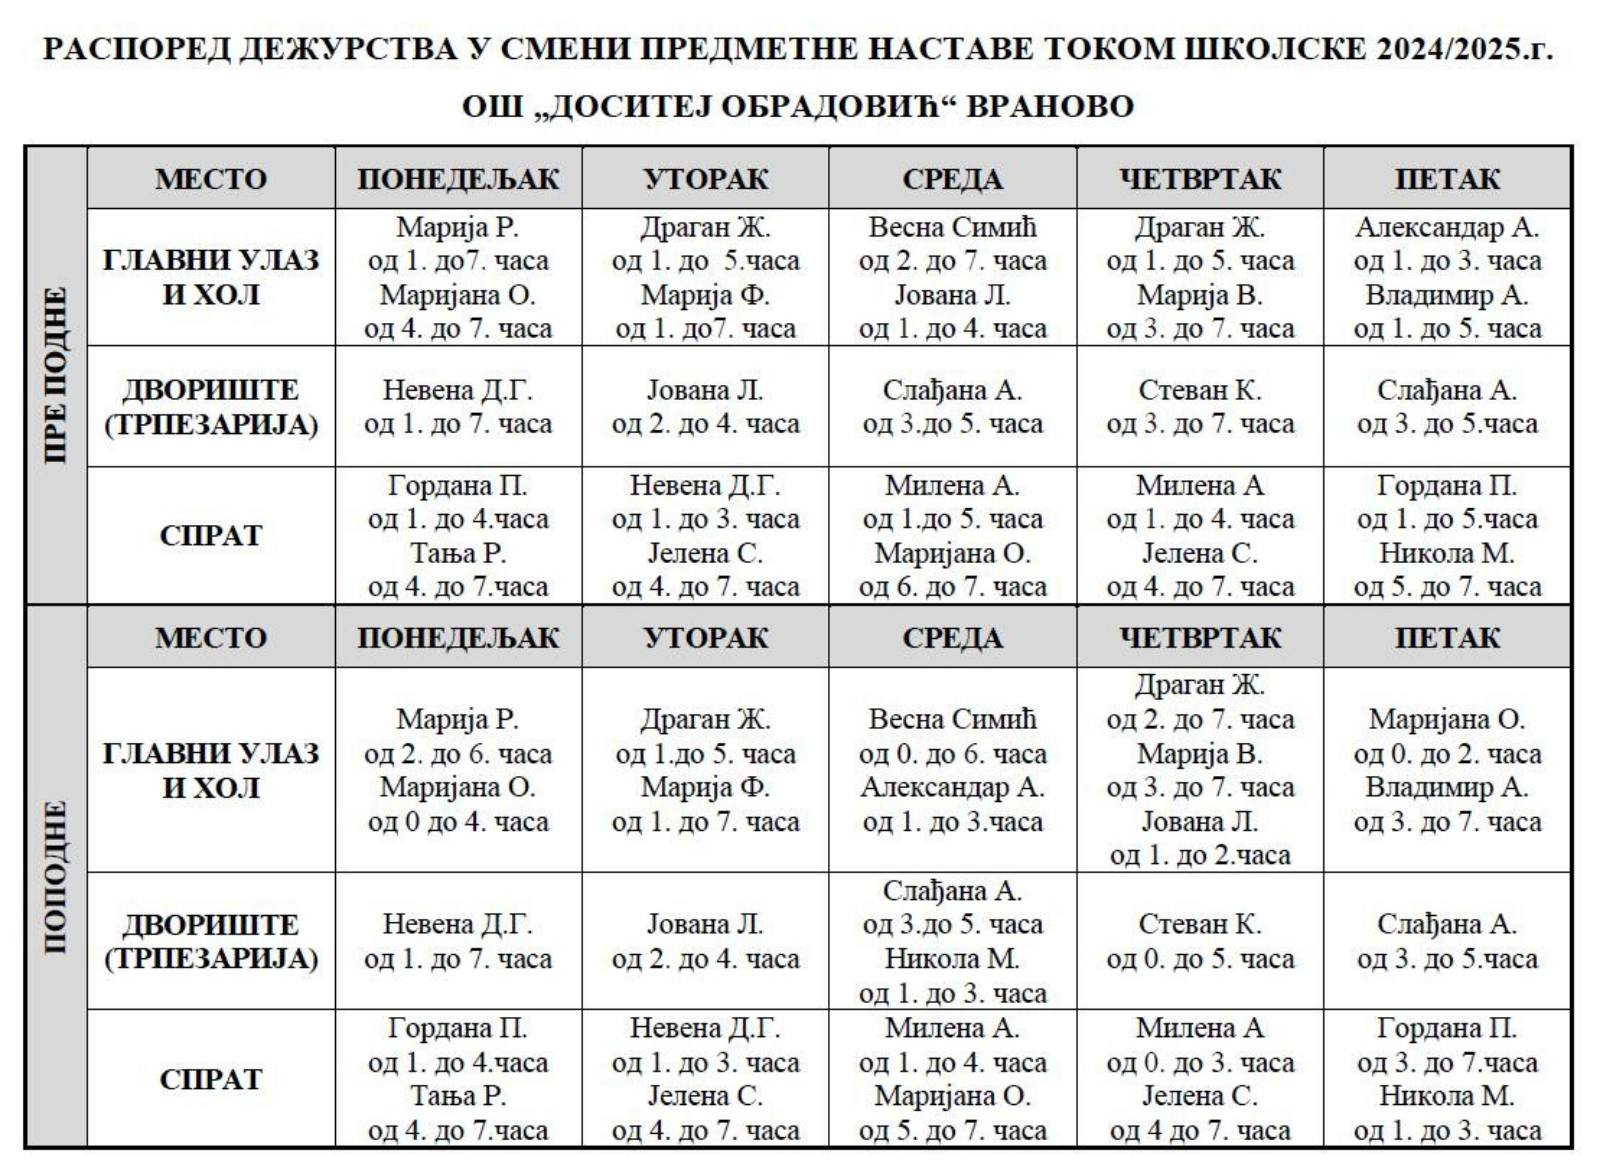 РАСПОРЕД ДЕЖУРСТВА У СМЕНИ ПРЕДМЕТНЕ НАСТАВЕ ТОКОМ ШКОЛСКЕ 2024/2025.г.
ОШ „ДОСИТЕЈ ОБРАДОВИЋ“ ВРАНОВО
ПРЕ ПОДНЕ
МЕСТО ПОНЕДЕЉАК УТОРАК СРЕДА ЧЕТВРТАК ПЕТАК
ГЛАВНИ УЛАЗ
И ХОЛ
Марија Р.
од 1. до7. часа
Маријана О.
од 4. до 7. часа
Драган Ж.
од 1. до  5.часа
Марија Ф.
од 1. до7. часа
Весна Симић
од 2. до 7. часа
Јована Л.
од 1. до 4. часа
Драган Ж.
од 1. до 5. часа
Марија В.
од 3. до 7. часа
Александар А.
од 1. до 3. часа
Владимир А.
од 1. до 5. часа
ДВОРИШТЕ
(ТРПЕЗАРИЈА)
Невена Д.Г.
од 1. до 7. часа
Јована Л.
од 2. до 4. часа
Слађана А.
од 3.до 5. часа
Стеван К.
од 3. до 7. часа
Слађана А.
од 3. до 5.часа
СПРАТ
Гордана П.
од 1. до 4.часа
Тања Р.
од 4. до 7.часа
Невена Д.Г.
од 1. до 3. часа
Јелена С.
од 4. до 7. часа
Милена А.
од 1.до 5. часа
Маријана О.
од 6. до 7. часа
Милена А
од 1. до 4. часа
Јелена С.
од 4. до 7. часа
Гордана П.
од 1. до 5.часа
Никола М.
од 5. до 7. часа
ПОПОДНЕ
МЕСТО ПОНЕДЕЉАК УТОРАК СРЕДА ЧЕТВРТАК ПЕТАК
ГЛАВНИ УЛАЗ
И ХОЛ
Марија Р.
од 2. до 6. часа
Маријана О.
од 0 до 4. часа
Драган Ж.
од 1.до 5. часа
Марија Ф.
од 1. до 7. часа
Весна Симић
од 0. до 6. часа
Александар А.
од 1. до 3.часа
Драган Ж.
од 2. до 7. часа
Марија В.
од 3. до 7. часа
Јована Л.
од 1. до 2.часа
Маријана О.
од 0. до 2. часа
Владимир А.
од 3. до 7. часа
ДВОРИШТЕ
(ТРПЕЗАРИЈА)
Невена Д.Г.
од 1. до 7. часа
Јована Л.
од 2. до 4. часа
Слађана А.
од 3.до 5. часа
Никола М.
од 1. до 3. часа
Стеван К.
од 0. до 5. часа
Слађана А.
од 3. до 5.часа
СПРАТ
Гордана П.
од 1. до 4.часа
Тања Р.
од 4. до 7.часа
Невена Д.Г.
од 1. до 3. часа
Јелена С.
од 4. до 7. часа
Милена А.
од 1. до 4. часа
Маријана О.
од 5. до 7. часа
Милена А
од 0. до 3. часа
Јелена С.
од 4 до 7. часа
Гордана П.
од 3. до 7.часа
Никола М.
од 1. до 3. часа